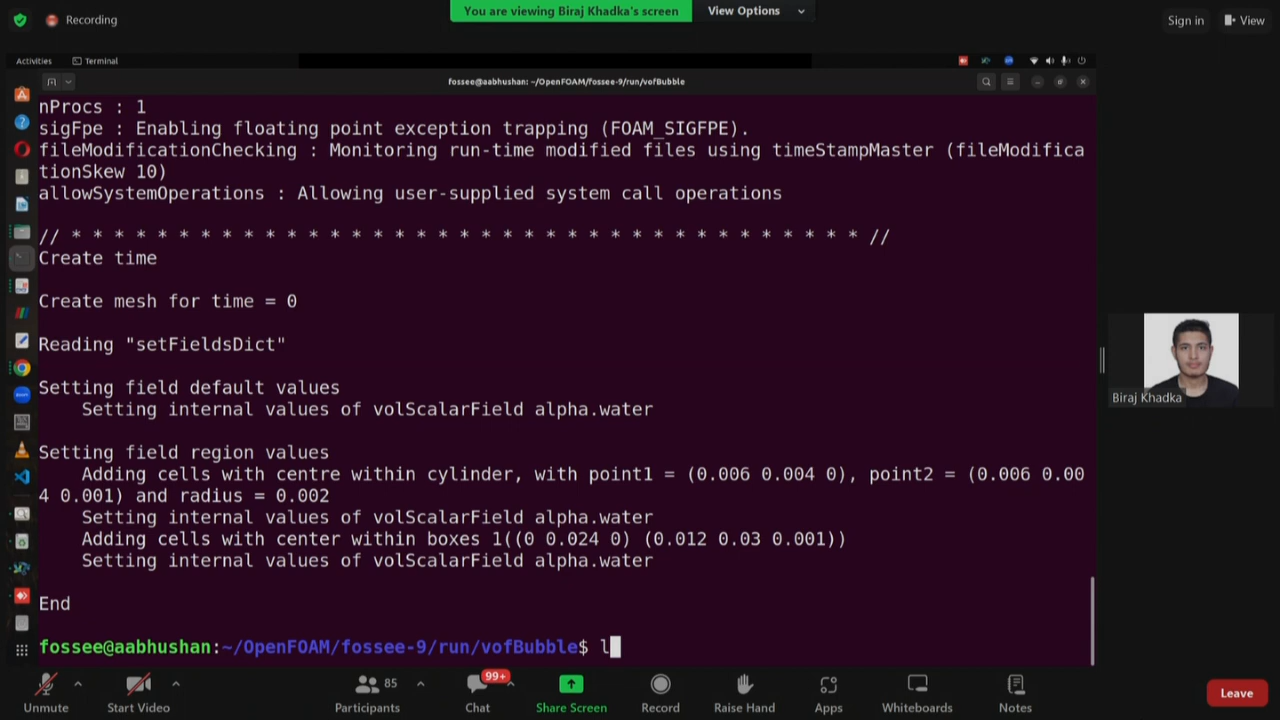 You are viewing Biraj Khadka's screen
View Options
Recording
Sign in
View
Activities
Terminal
fossee@aabhushan: ~/OpenFOAM/fossee-9/run/vofBubble
nProcs : 1
sigFpe : Enabling floating point exception trapping (FOAM_SIGFPE).
fileModificationChecking : Monitoring run-time modified files using timeStampMaster (fileModifica
tionSkew 10)
allowSystemOperations : Allowing user-supplied system call operations
// * * * * * * * * * * * * * * * * * * * * * * * * * * * * * * * * * * * * * //
Create time
Create mesh for time = 0
Reading "setFieldsDict"
Setting field default values
Setting internal values of volScalarField alpha.water
Setting field region values
Adding cells with centre within cylinder, with point1 = (0.006 0.004 0), point2 = (0.006 0.00
4 0.001) and radius = 0.002
Setting internal values of volScalarField alpha.water
Adding cells with center within boxes 1((0 0.024 0) (0.012 0.03 0.001))
Setting internal values of volScalarField alpha.water
End
fossee@aabhushan:~/OpenFOAM/fossee-9/run/vofBubble$ l
Biraj Khadka
Unmute
Start Video
85
Participants
99+
Chat
Share Screen
Record
Raise Hand
Apps
Whiteboards
Notes
Leave